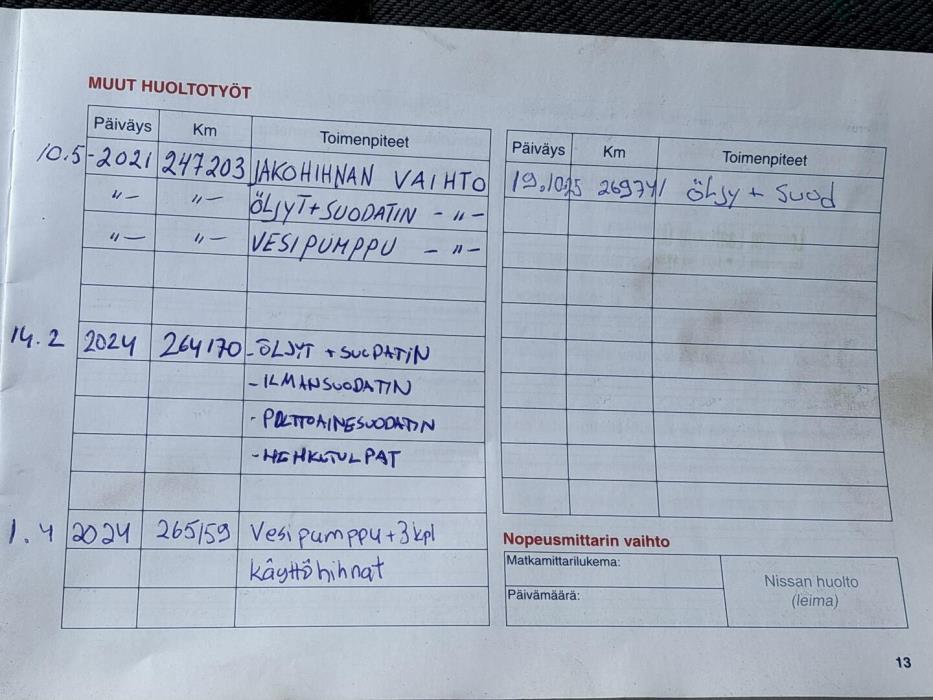 MUUT HUOLTOTYÖT
Päiväys Km Toimenpiteet
10.5-2021 247203 JAKOHIHNAN VAIHTO
-"- -"- ÖLJYT+SUODATIN -"-
-"- -"- VESIPUMPPU -"-
14.2 2024 264170 -ÖLJYT +SUODATIN
-ILMANSUODATIN
-POLTTOAINESUODATIN
-HEHKUTULPAT
1.4 2024 265159 Vesipumppu+3kpl
käyttöhihnat
Päiväys Km Toimenpiteet
19.10.25 269741 Öljy + suod
Nopeusmittarin vaihto
Matkamittarilukema:
Päivämäärä:
Nissan huolto
(leima)
13